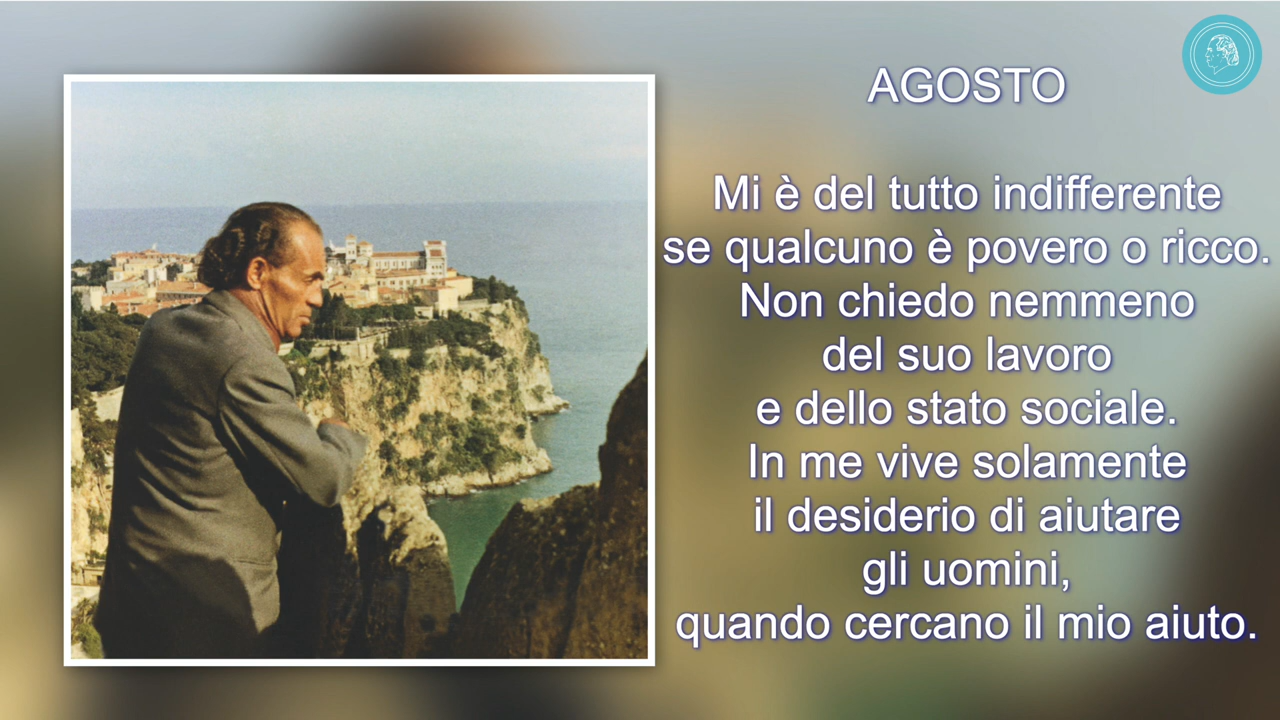 AGOSTO
Mi è del tutto indifferente
se qualcuno è povero o ricco.
Non chiedo nemmeno
del suo lavoro
e dello stato sociale.
In me vive solamente
il desiderio di aiutare
gli uomini,
quando cercano il mio aiuto.